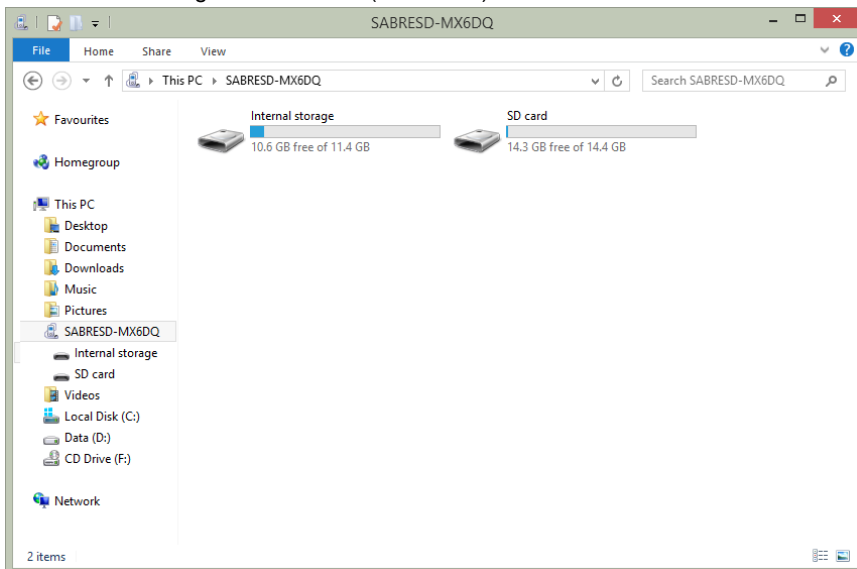 SABRESD-MX6DQ
File Home Share View
This PC SABRESD-MX6DQ Search SABRESD-MX6DQ
Favourites
Homegroup
This PC
Desktop
Documents
Downloads
Music
Pictures
SABRESD-MX6DQ
Internal storage
SD card
Videos
Local Disk (C:)
Data (D:)
CD Drive (F:)
Network
Internal storage
10.6 GB free of 11.4 GB
SD card
14.3 GB free of 14.4 GB
2 items